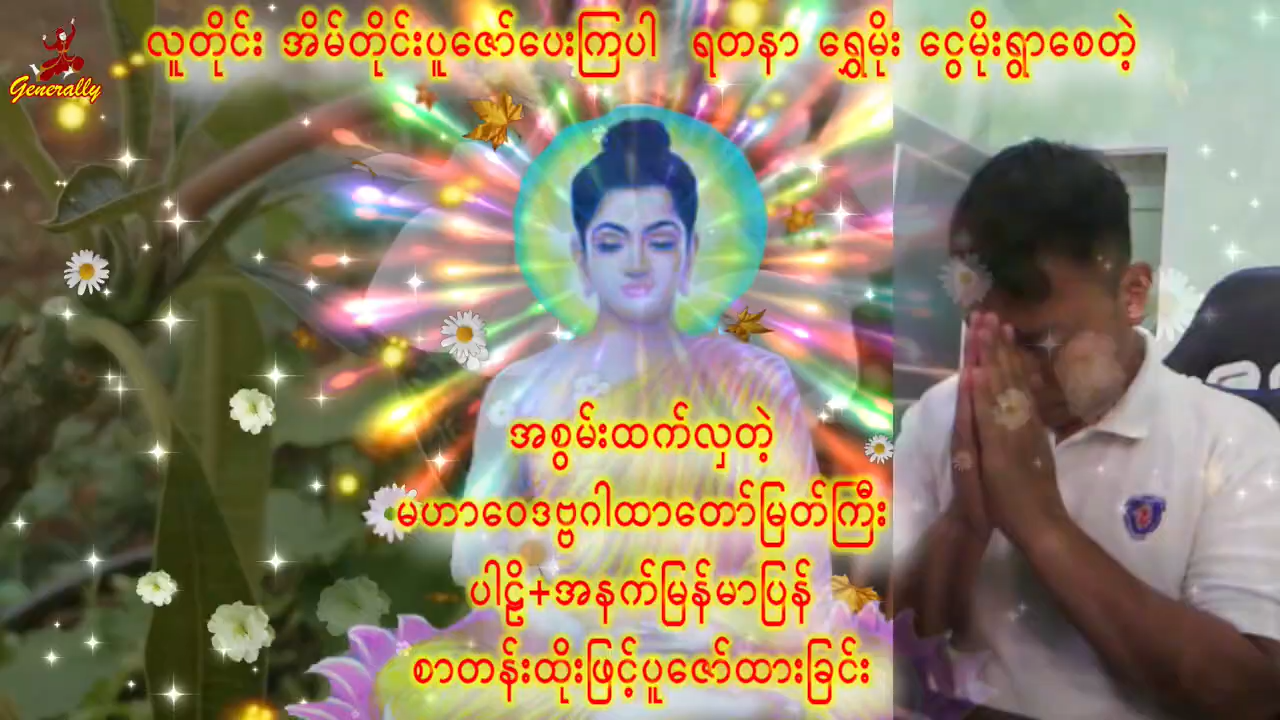 လူတိုင်း အိမ်တိုင်းပူဇော်ပေးကြပါ ရတနာ ရွှေမိုး ငွေမိုးရွာစေတဲ့
Generally
အစွမ်းထက်လှတဲ့
မဟာဝေဒဗ္ဗဂါထာတော်မြတ်ကြီး
ပါဠိ+အနက်မြန်မာပြန်
စာတန်းထိုးဖြင့်ပူဇော်ထားခြင်း